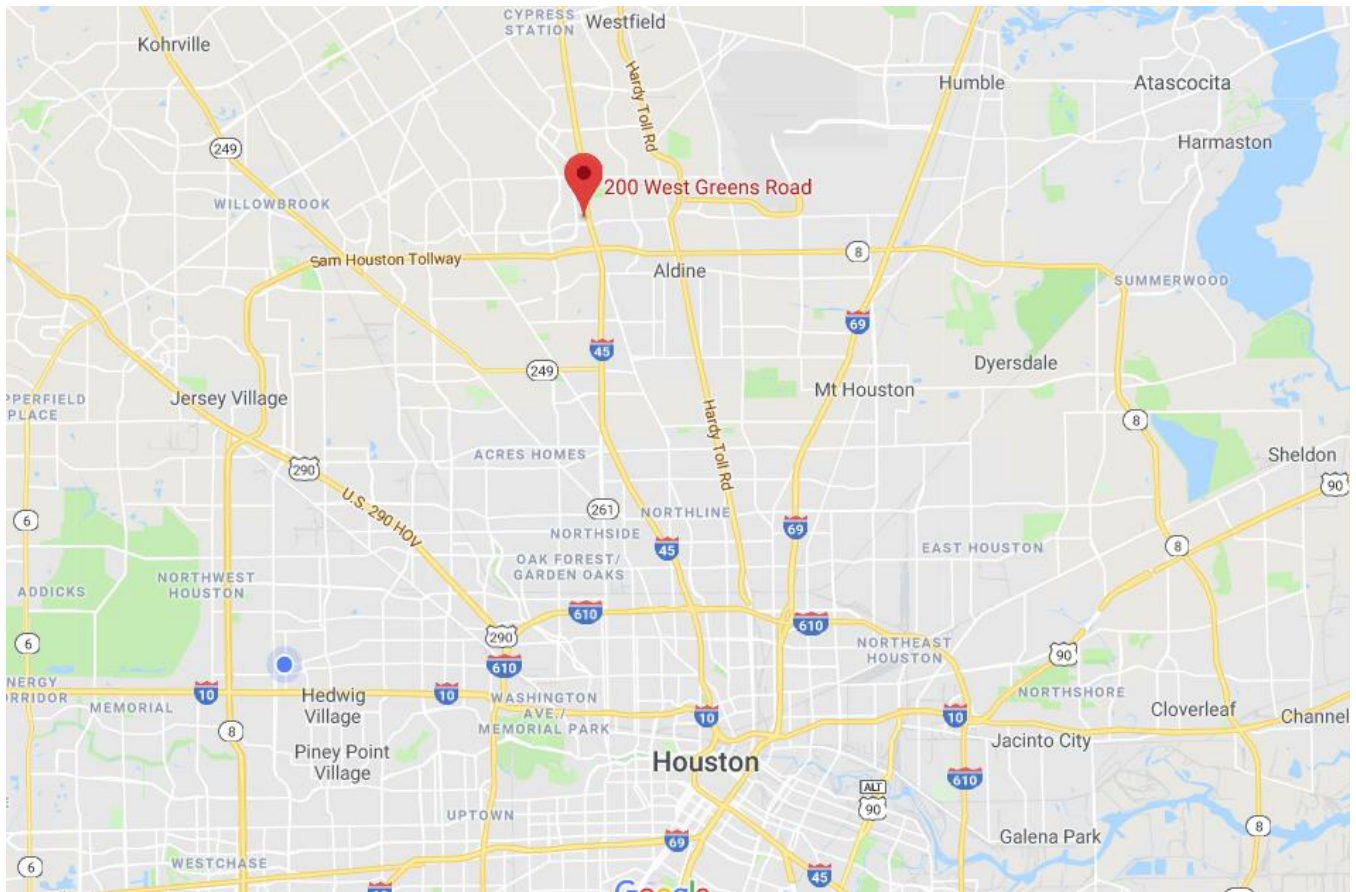 CYPRESS
STATION
Westfield
Kohrville
Hardy Toll Rd
Humble
Atascocita
Harmaston
249
200 West Greens Road
WILLOWBROOK
Sam Houston Tollway
8
Aldine
SUMMERWOOD
69
45
249
Dyersdale
Mt Houston
Jersey Village
PPERFIELD
PLACE
Hardy Toll Rd
8
ACRES HOMES
290
Sheldon
90
U.S. 290 HOV
6
261
NORTHLINE
69
NORTHSIDE
45
EAST HOUSTON
8
OAK FOREST/
GARDEN OAKS
NORTHWEST
HOUSTON
ADDICKS
610
610
290
6
NORTHEAST
HOUSTON
90
610
NERGY
ORRIDOR
10
Hedwig
Village
10
WASHINGTON
AVE./
MEMORIAL PARK
MEMORIAL
NORTHSHORE
10
10
Cloverleaf
Channel
8
Jacinto City
Piney Point
Village
Houston
610
ALT
90
UPTOWN
Galena Park
8
69
WESTCHASE
6
45
Google